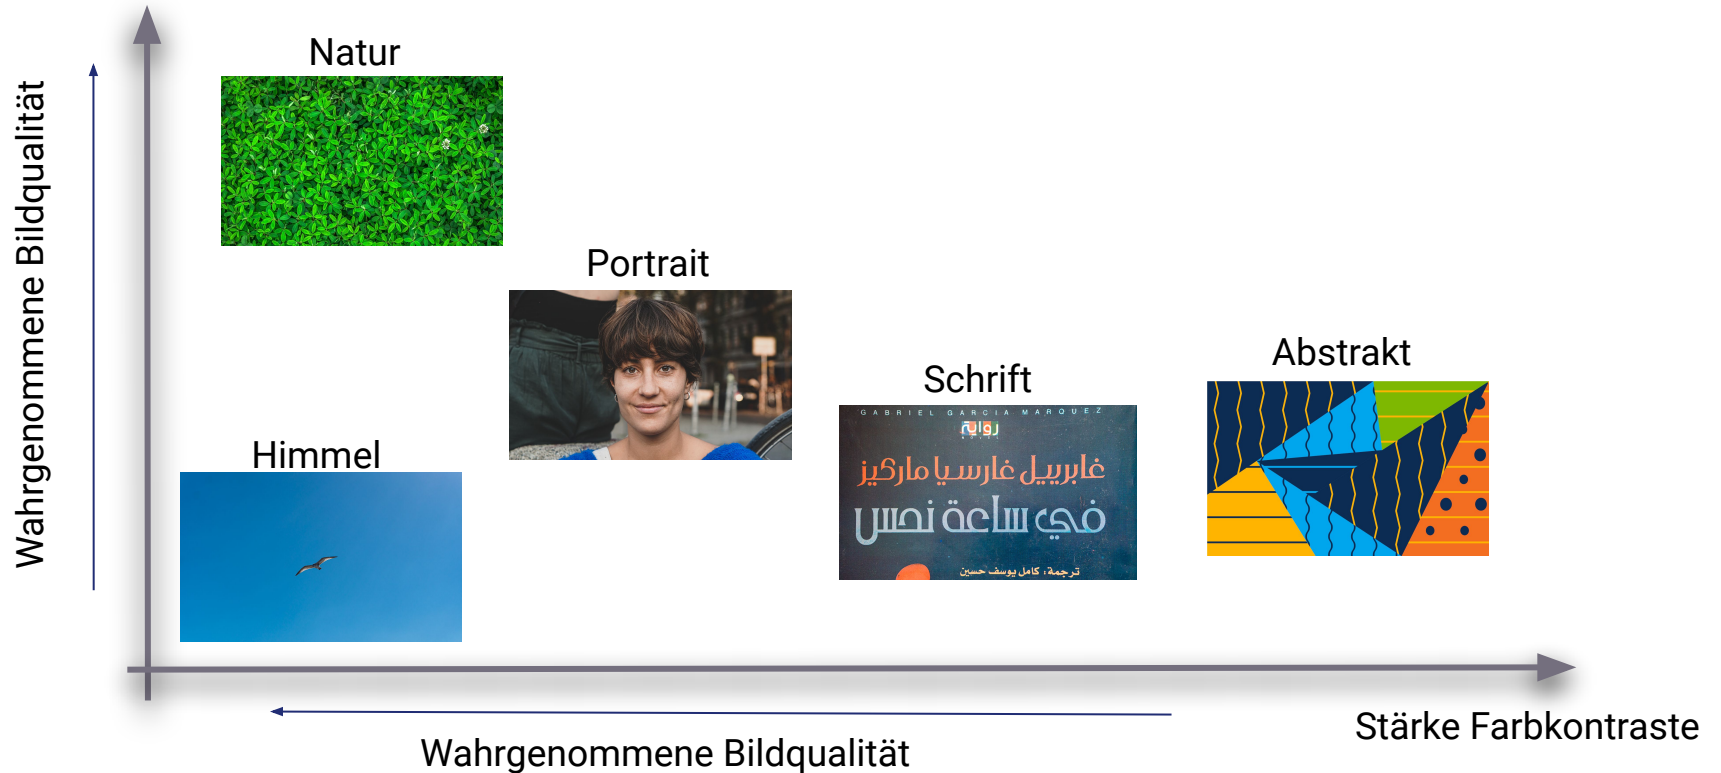 Natur
Wahrgenommene Bildqualität
Portrait
Abstrakt
Schrift
GABRIEL GARCIA MARQUEZ
رواية
NOVEL
غابرييل غارسيا ماركيز
في ساعة نحس
ترجمة: كامل يوسف حسين
Himmel
Stärke Farbkontraste
Wahrgenommene Bildqualität